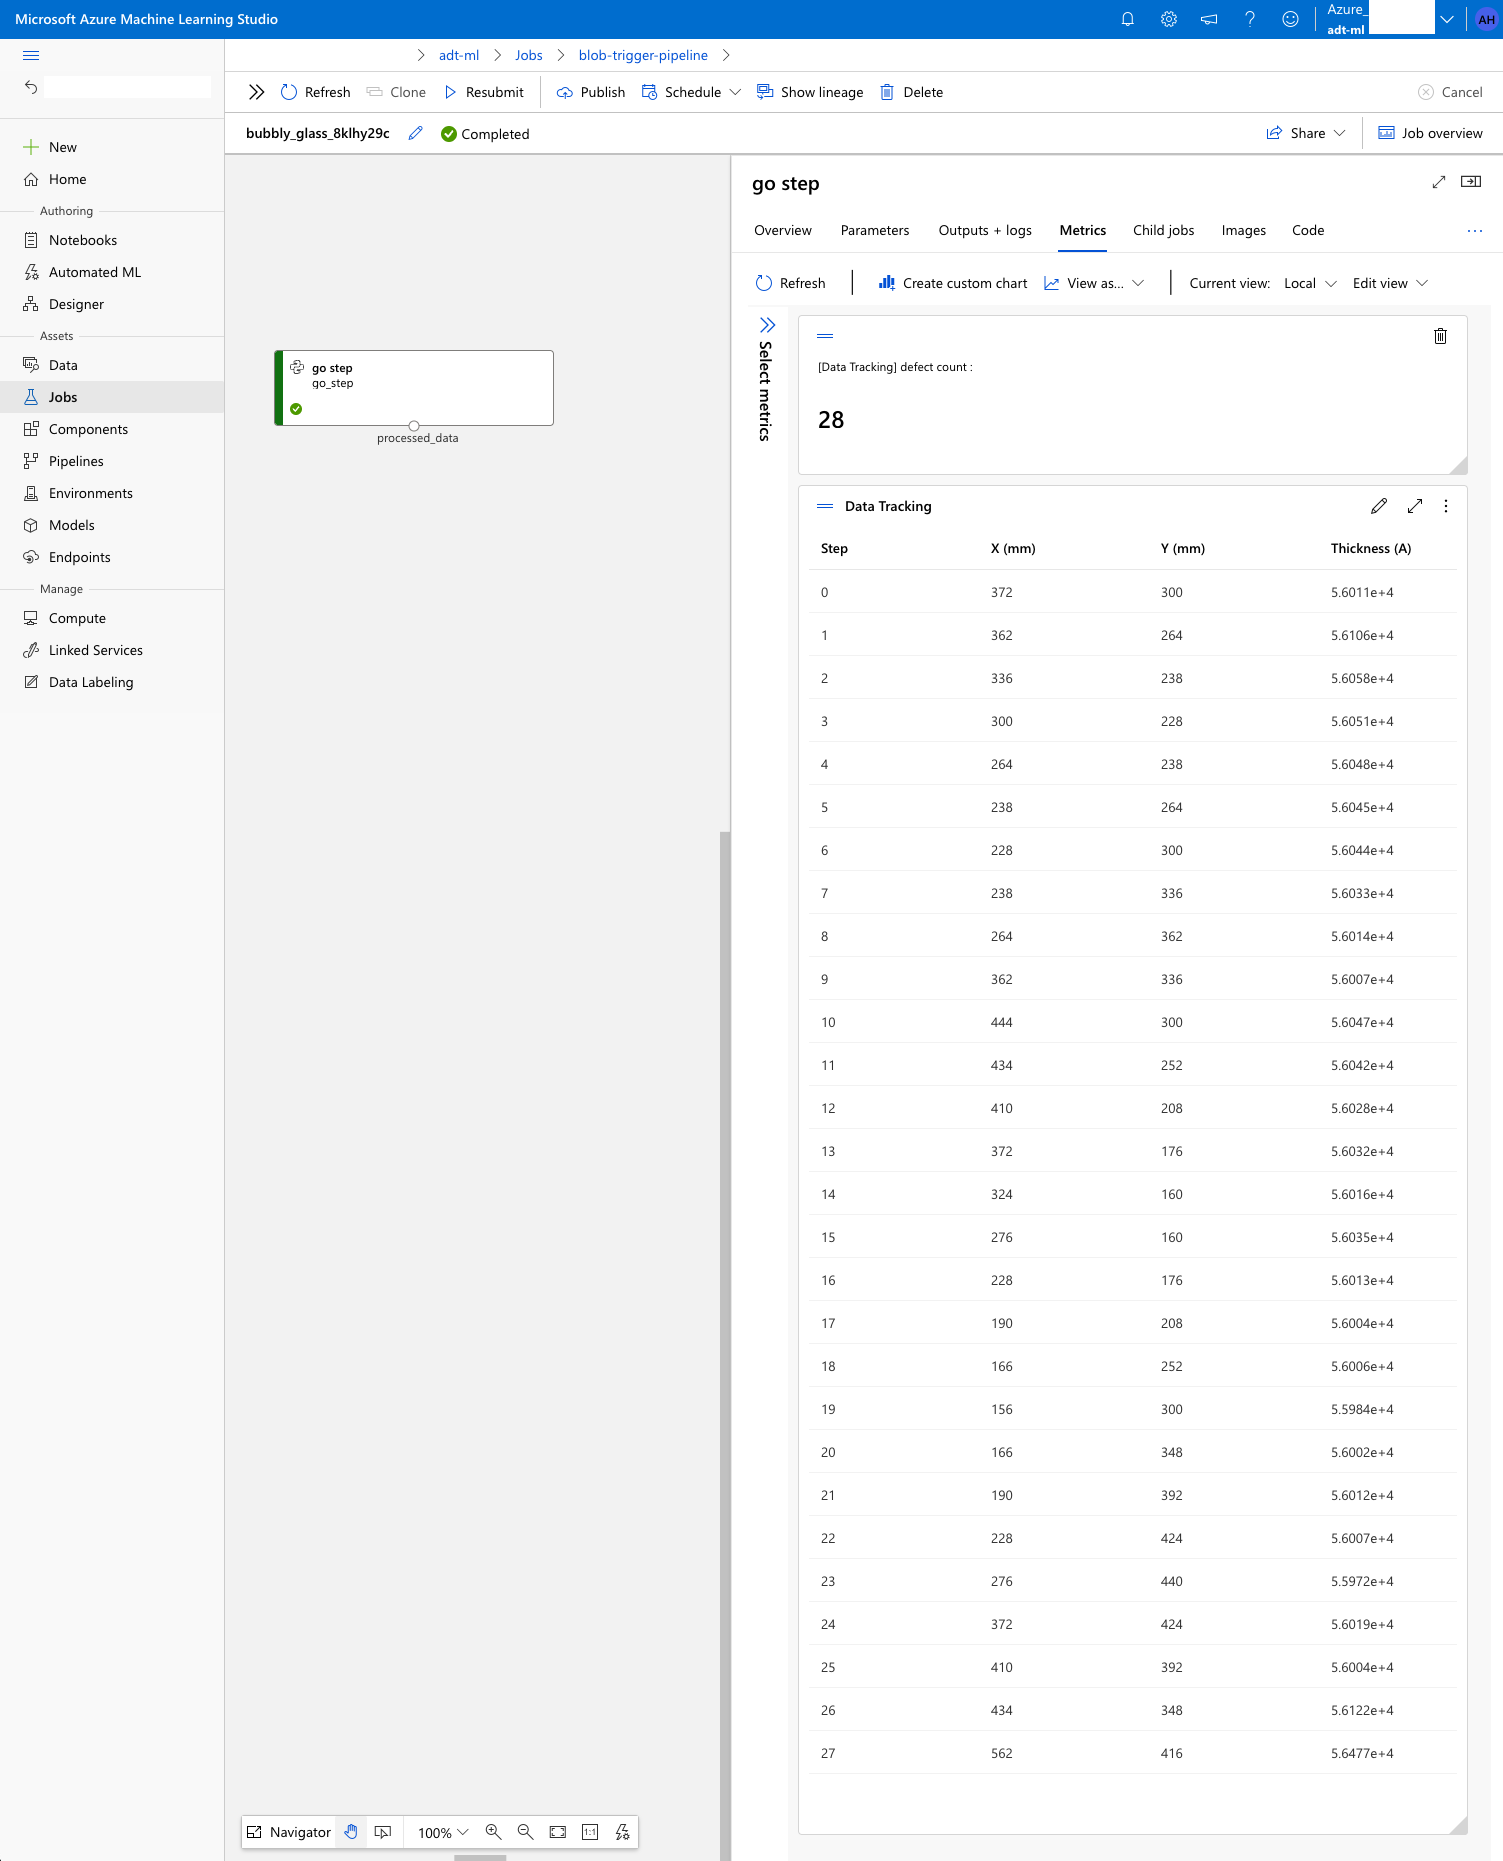 Microsoft Azure Machine Learning Studio
Azure_
adt-ml
AH
adt-ml Jobs blob-trigger-pipeline
Refresh Clone Resubmit Publish Schedule Show lineage Delete Cancel
bubbly_glass_8klhy29c Completed Share Job overview
New
Home
Authoring
Notebooks
Automated ML
Designer
Assets
Data
Jobs
Components
Pipelines
Environments
Models
Endpoints
Manage
Compute
Linked Services
Data Labeling
go step
go_step
processed_data
Navigator 100% 1:1
go step
Overview Parameters Outputs + logs Metrics Child jobs Images Code
Refresh Create custom chart View as... Current view: Local Edit view
Select metrics
[Data Tracking] defect count :
28
Data Tracking
Step X (mm) Y (mm) Thickness (A)
0 372 300 5.6011e+4
1 362 264 5.6106e+4
2 336 238 5.6058e+4
3 300 228 5.6051e+4
4 264 238 5.6048e+4
5 238 264 5.6045e+4
6 228 300 5.6044e+4
7 238 336 5.6033e+4
8 264 362 5.6014e+4
9 362 336 5.6007e+4
10 444 300 5.6047e+4
11 434 252 5.6042e+4
12 410 208 5.6028e+4
13 372 176 5.6032e+4
14 324 160 5.6016e+4
15 276 160 5.6035e+4
16 228 176 5.6013e+4
17 190 208 5.6004e+4
18 166 252 5.6006e+4
19 156 300 5.5984e+4
20 166 348 5.6002e+4
21 190 392 5.6012e+4
22 228 424 5.6007e+4
23 276 440 5.5972e+4
24 372 424 5.6019e+4
25 410 392 5.6004e+4
26 434 348 5.6122e+4
27 562 416 5.6477e+4